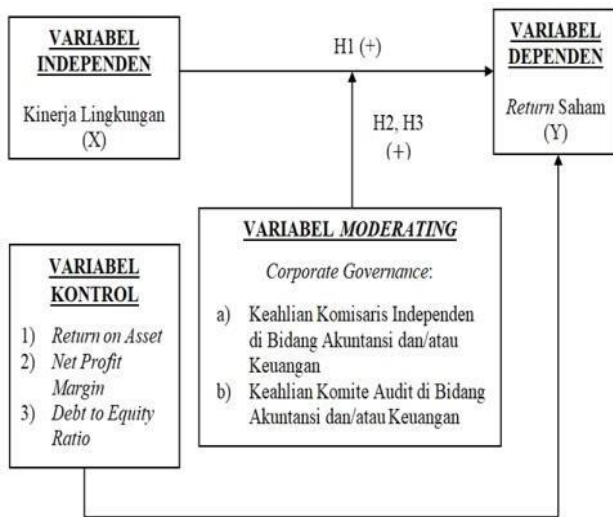 VARIABEL
INDEPENDEN
Kinerja Lingkungan
(X)
H1 (+)
VARIABEL
DEPENDEN
Return Saham
(Y)
H2, H3
(+)
VARIABEL MODERATING
Corporate Governance:
a) Keahlian Komisaris Independen
di Bidang Akuntansi dan/atau
Keuangan
b) Keahlian Komite Audit di Bidang
Akuntansi dan/atau Keuangan
VARIABEL
KONTROL
1) Return on Asset
2) Net Profit
Margin
3) Debt to Equity
Ratio